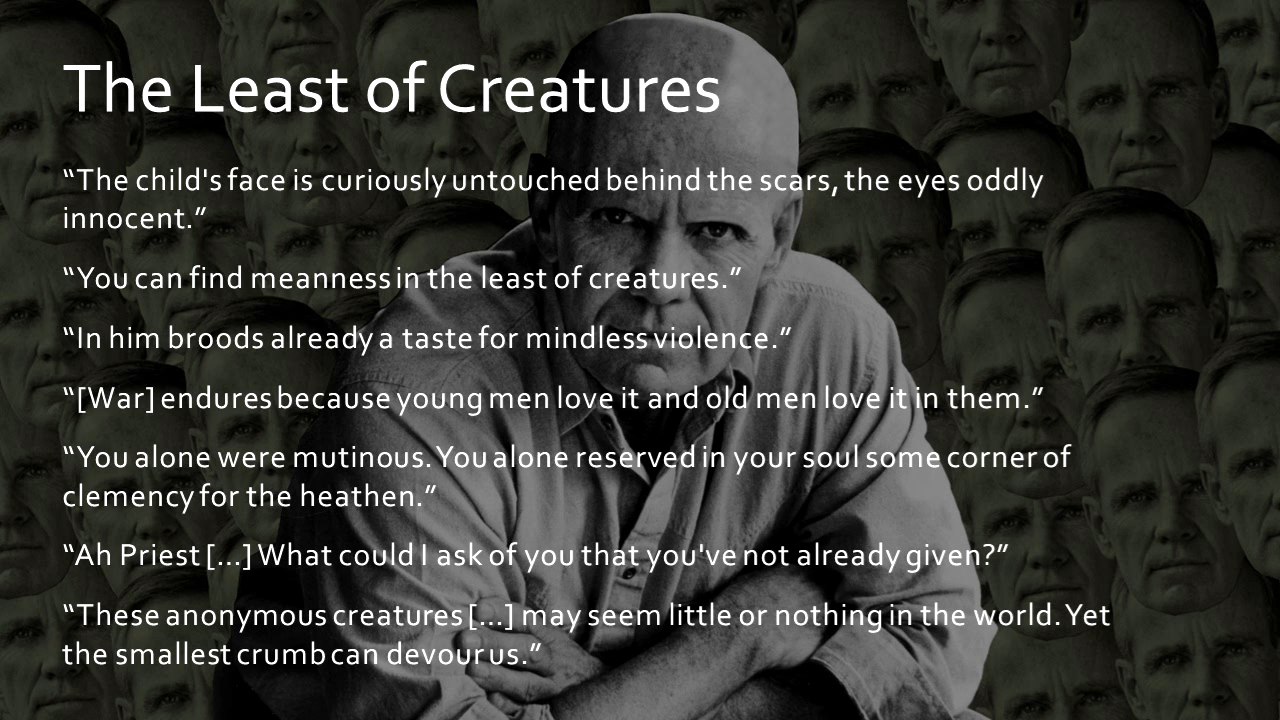 The Least of Creatures
“The child's face is curiously untouched behind the scars, the eyes oddly
innocent.”
“You can find meanness in the least of creatures.”
“In him broods already a taste for mindless violence.”
“[War] endures because young men love it and old men love it in them.”
“You alone were mutinous. You alone reserved in your soul some corner of
clemency for the heathen.”
“Ah Priest […] What could I ask of you that you've not already given?”
“These anonymous creatures […] may seem little or nothing in the world. Yet
the smallest crumb can devour us.”